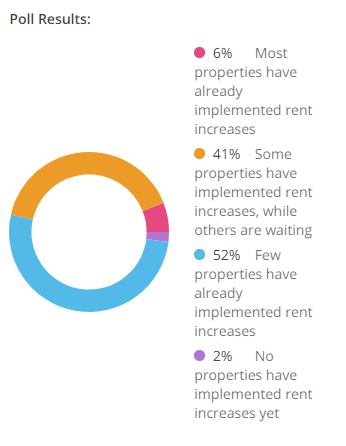 Poll Results:
6% Most
properties have
already
implemented rent
increases
41% Some
properties have
implemented rent
increases, while
others are waiting
52% Few
properties have
already
implemented rent
increases
2% No
properties have
implemented rent
increases yet